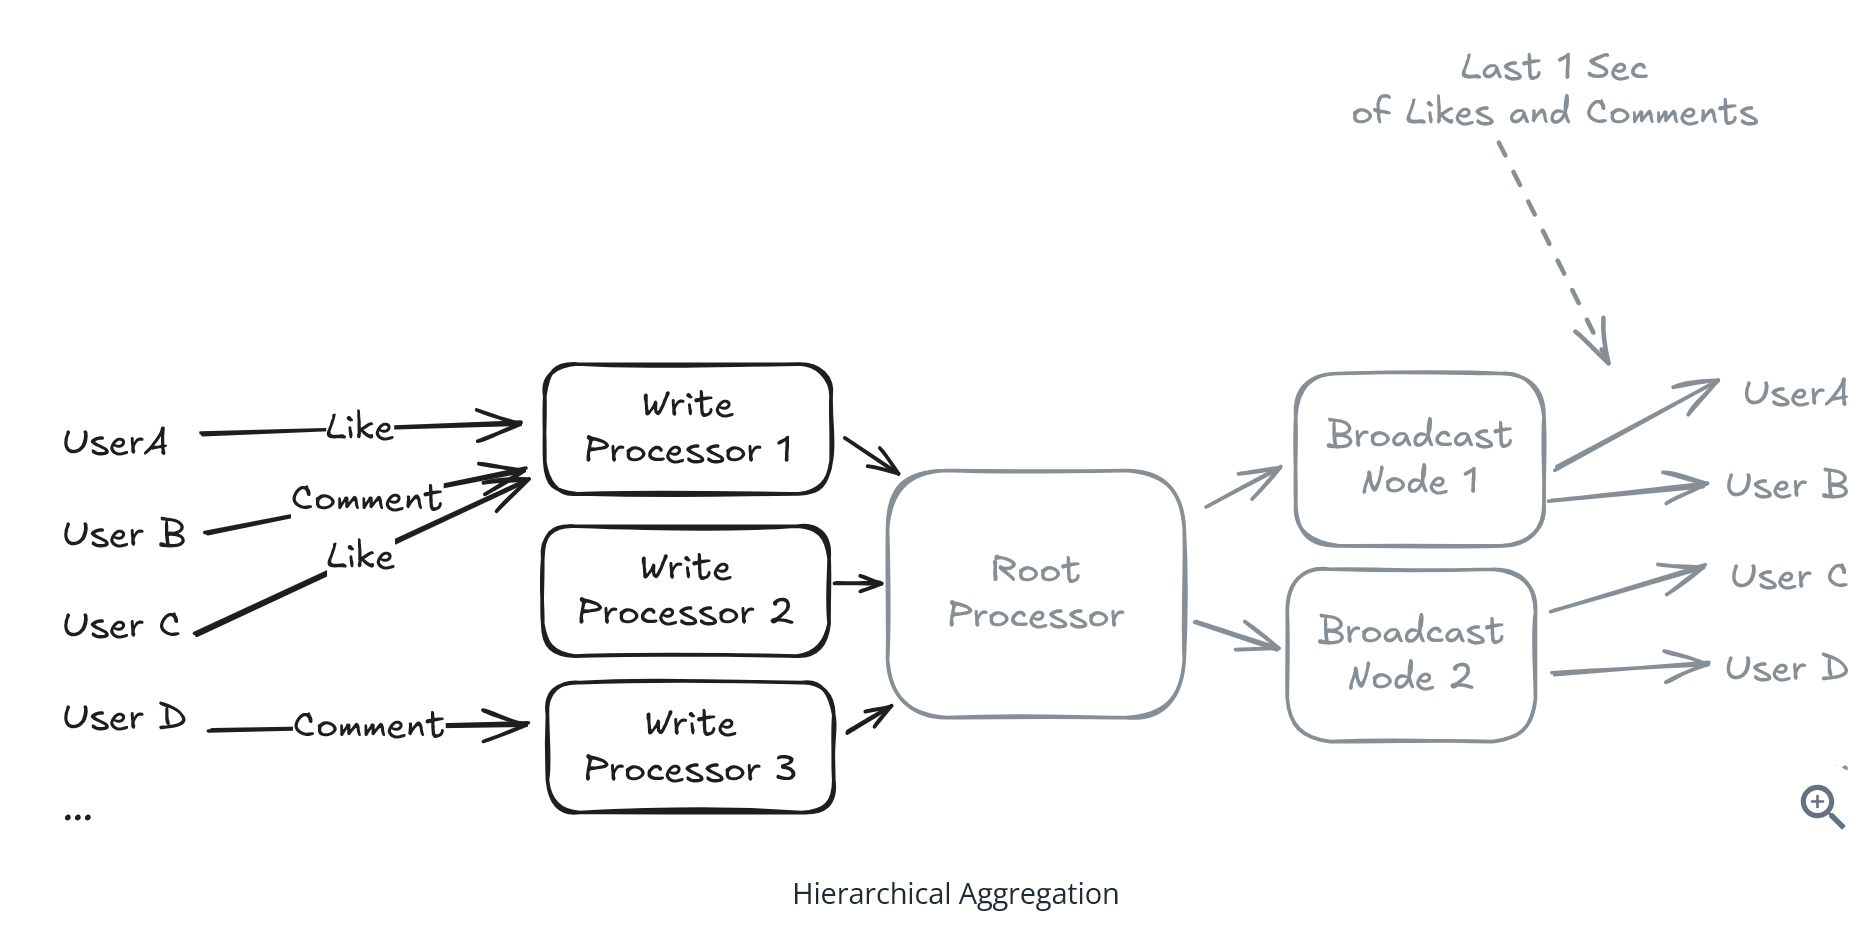 Last 1 Sec
of Likes and Comments
UserA
Like
User B
Comment
User C
Like
User D
Comment
...
Write
Processor 1
Write
Processor 2
Write
Processor 3
Root
Processor
Broadcast
Node 1
Broadcast
Node 2
UserA
User B
User C
User D
Hierarchical Aggregation